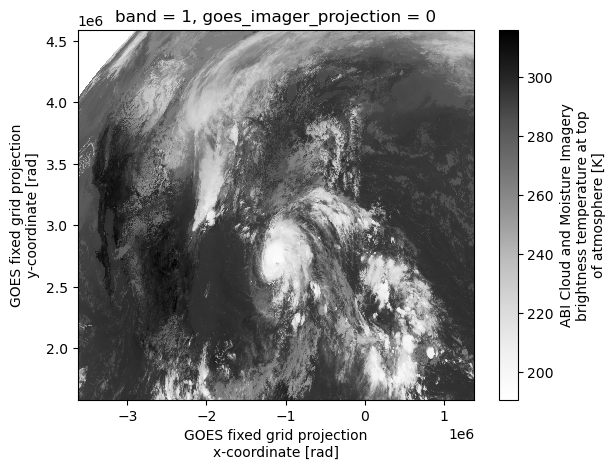 band = 1, goes_imager_projection = 0
1e6
4.5
4.0
3.5
3.0
2.5
2.0
GOES fixed grid projection
y-coordinate [rad]
−3
−2
−1
0
1
1e6
GOES fixed grid projection
x-coordinate [rad]
300
280
260
240
220
200
ABI Cloud and Moisture Imagery
brightness temperature at top
of atmosphere [K]